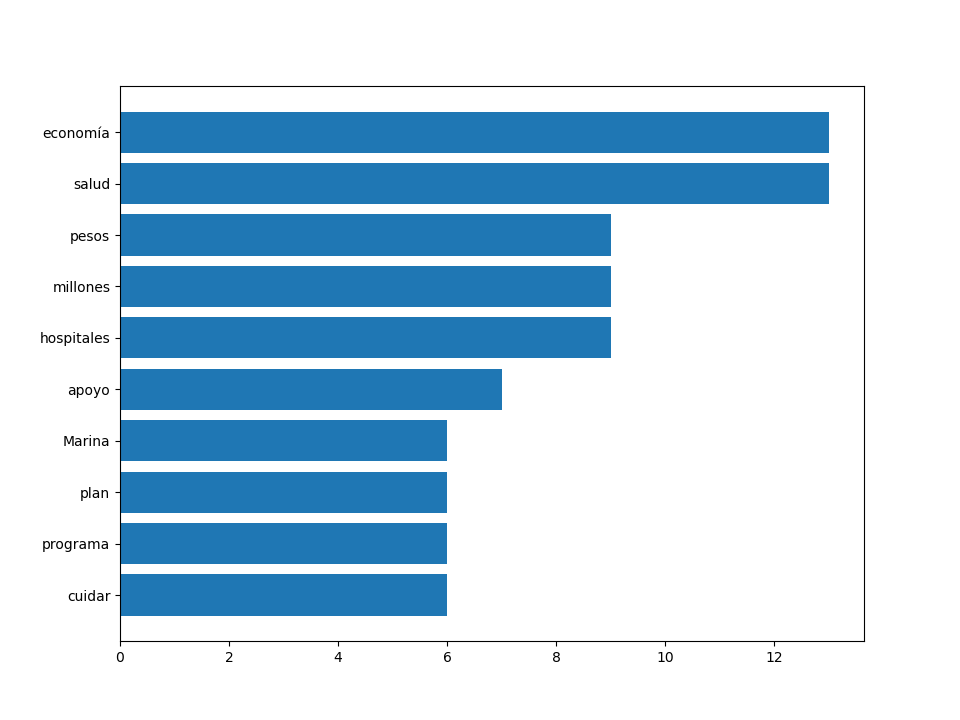 economía
salud
pesos
millones
hospitales
apoyo
Marina
plan
programa
cuidar
0 2 4 6 8 10 12